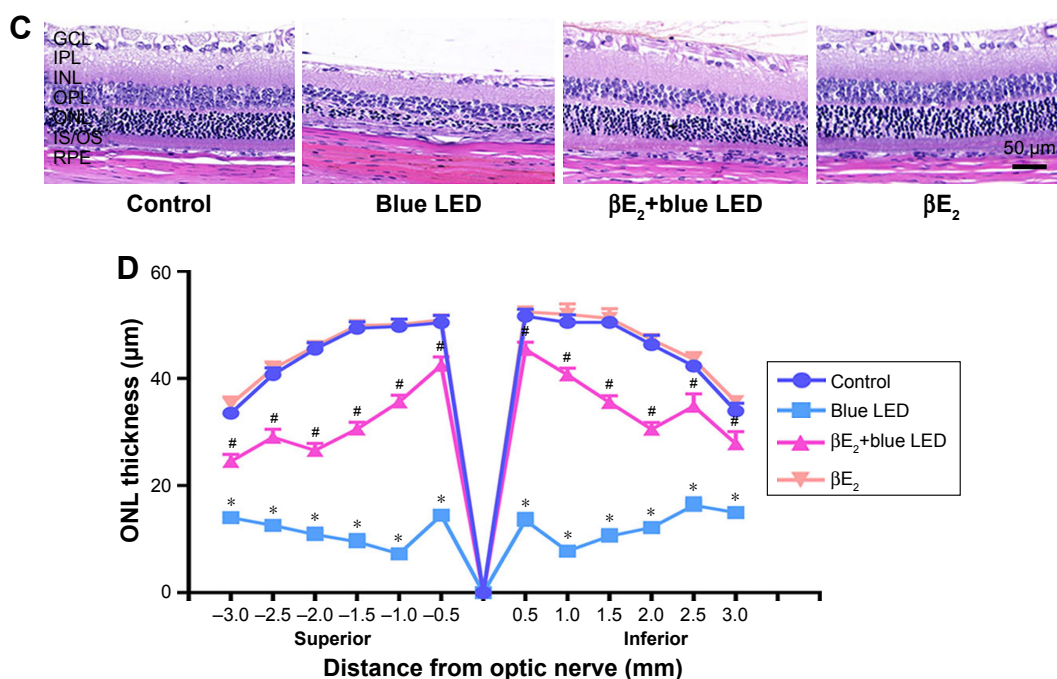 C
GCL
IPL
INL
OPL
ONL
IS/OS
RPE
50 μm
Control
Blue LED
βE₂+blue LED
βE₂
D
ONL thickness (μm)
60
40
20
0
# # # # # #
# # # # # #
* * * * * *
* * * * * *
–3.0 –2.5 –2.0 –1.5 –1.0 –0.5 0.5 1.0 1.5 2.0 2.5 3.0
Superior Inferior
Distance from optic nerve (mm)
Control
Blue LED
βE₂+blue LED
βE₂